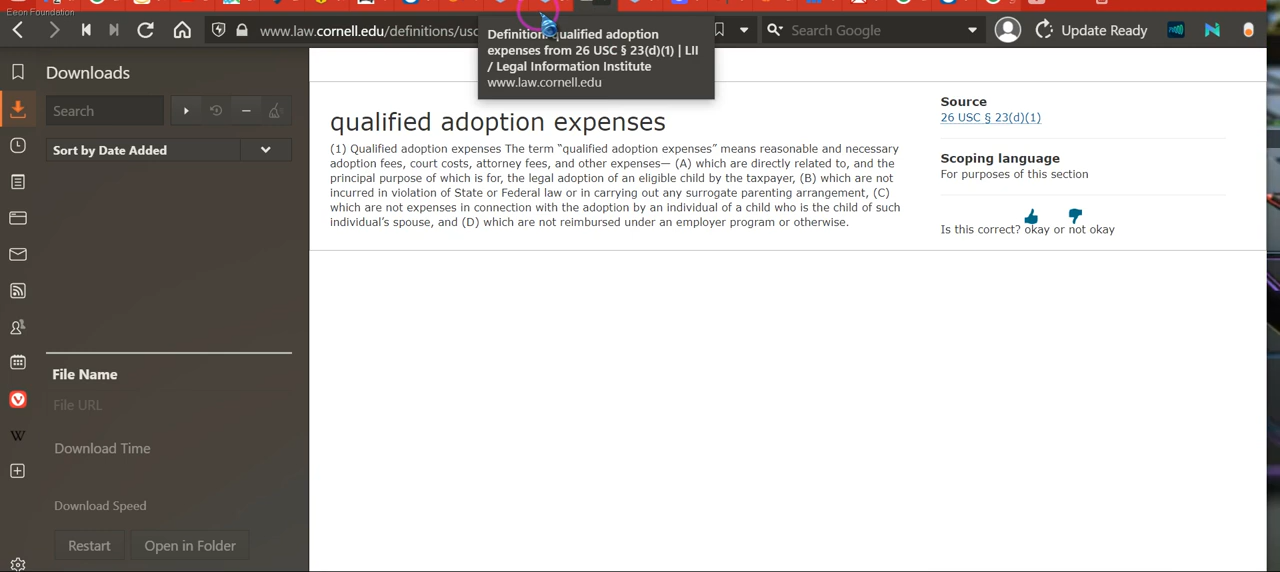 Eeon Foundation
www.law.cornell.edu/definitions/usc
Search Google
Update Ready
Definition: qualified adoption
expenses from 26 USC § 23(d)(1) | LII
/ Legal Information Institute
www.law.cornell.edu
Downloads
Search
Sort by Date Added
File Name
File URL
Download Time
Download Speed
Restart
Open in Folder
qualified adoption expenses
(1) Qualified adoption expenses The term “qualified adoption expenses” means reasonable and necessary
adoption fees, court costs, attorney fees, and other expenses— (A) which are directly related to, and the
principal purpose of which is for, the legal adoption of an eligible child by the taxpayer, (B) which are not
incurred in violation of State or Federal law or in carrying out any surrogate parenting arrangement, (C)
which are not expenses in connection with the adoption by an individual of a child who is the child of such
individual’s spouse, and (D) which are not reimbursed under an employer program or otherwise.
Source
26 USC § 23(d)(1)
Scoping language
For purposes of this section
Is this correct? okay or not okay
W